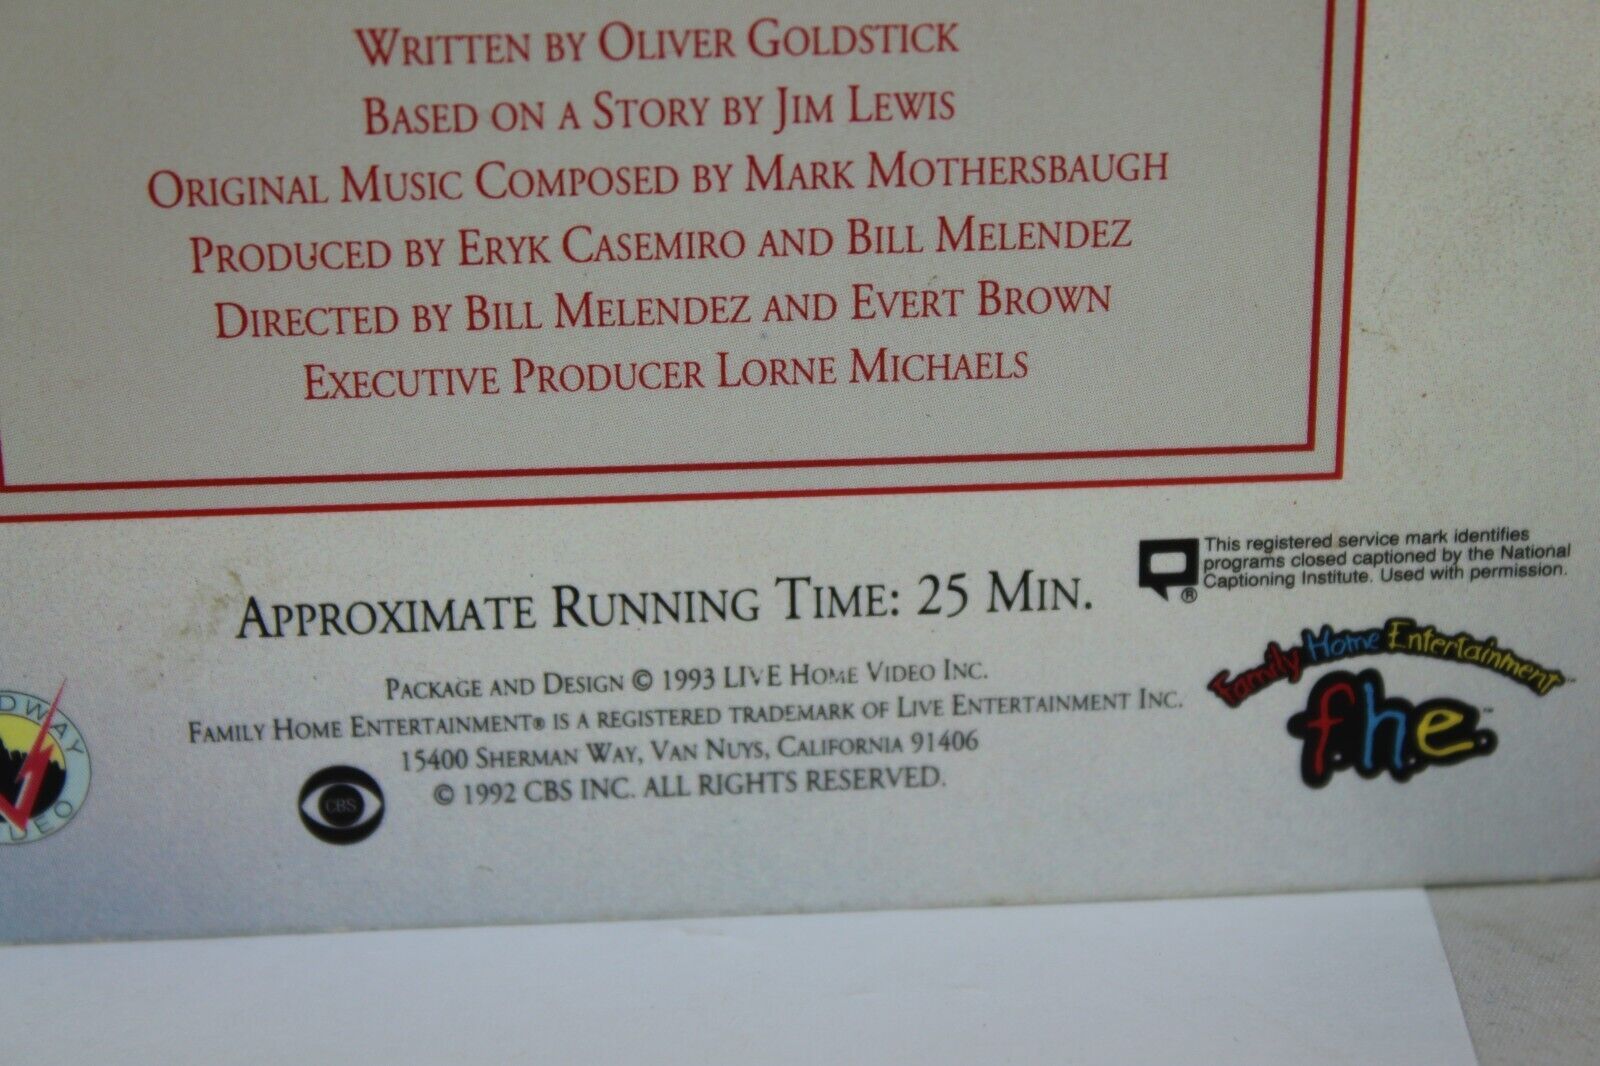 WRITTEN BY OLIVER GOLDSTICK
BASED ON A STORY BY JIM LEWIS
ORIGINAL MUSIC COMPOSED BY MARK MOTHERSBAUGH
PRODUCED BY ERYK CASEMIRO AND BILL MELENDEZ
DIRECTED BY BILL MELENDEZ AND EVERT BROWN
EXECUTIVE PRODUCER LORNE MICHAELS
This registered service mark identifies
programs closed captioned by the National
Captioning Institute. Used with permission.
®
APPROXIMATE RUNNING TIME: 25 MIN.
Family Home Entertainment™
f.h.e.™
PACKAGE AND DESIGN © 1993 LIVE HOME VIDEO INC.
FAMILY HOME ENTERTAINMENT® IS A REGISTERED TRADEMARK OF LIVE ENTERTAINMENT INC.
15400 SHERMAN WAY, VAN NUYS, CALIFORNIA 91406
© 1992 CBS INC. ALL RIGHTS RESERVED.
CBS